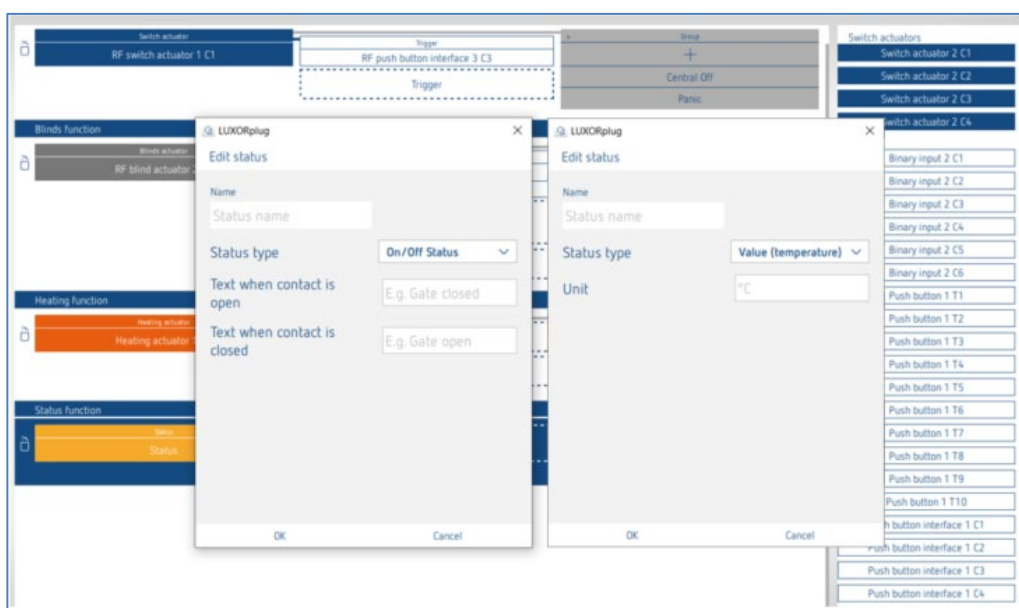 Switch actuator
RF switch actuator 1 C1
Trigger
RF push button interface 3 C3
Trigger
Group
+
Central Off
Panic
Switch actuators
Switch actuator 2 C1
Switch actuator 2 C2
Switch actuator 2 C3
Switch actuator 2 C4
Blinds function
Blinds actuator
RF blind actuator
Heating function
Heating actuator
Heating actuator
Status function
Status
Status
LUXORplug
Edit status
Name
Status name
Status type
On/Off Status
Text when contact is
open
E.g. Gate closed
Text when contact is
closed
E.g. Gate open
OK
Cancel
LUXORplug
Edit status
Name
Status name
Status type
Value (temperature)
Unit
°C
OK
Cancel
Binary input 2 C1
Binary input 2 C2
Binary input 2 C3
Binary input 2 C4
Binary input 2 C5
Binary input 2 C6
Push button 1 T1
Push button 1 T2
Push button 1 T3
Push button 1 T4
Push button 1 T5
Push button 1 T6
Push button 1 T7
Push button 1 T8
Push button 1 T9
Push button 1 T10
button interface 1 C1
Push button interface 1 C2
Push button interface 1 C3
Push button interface 1 C4